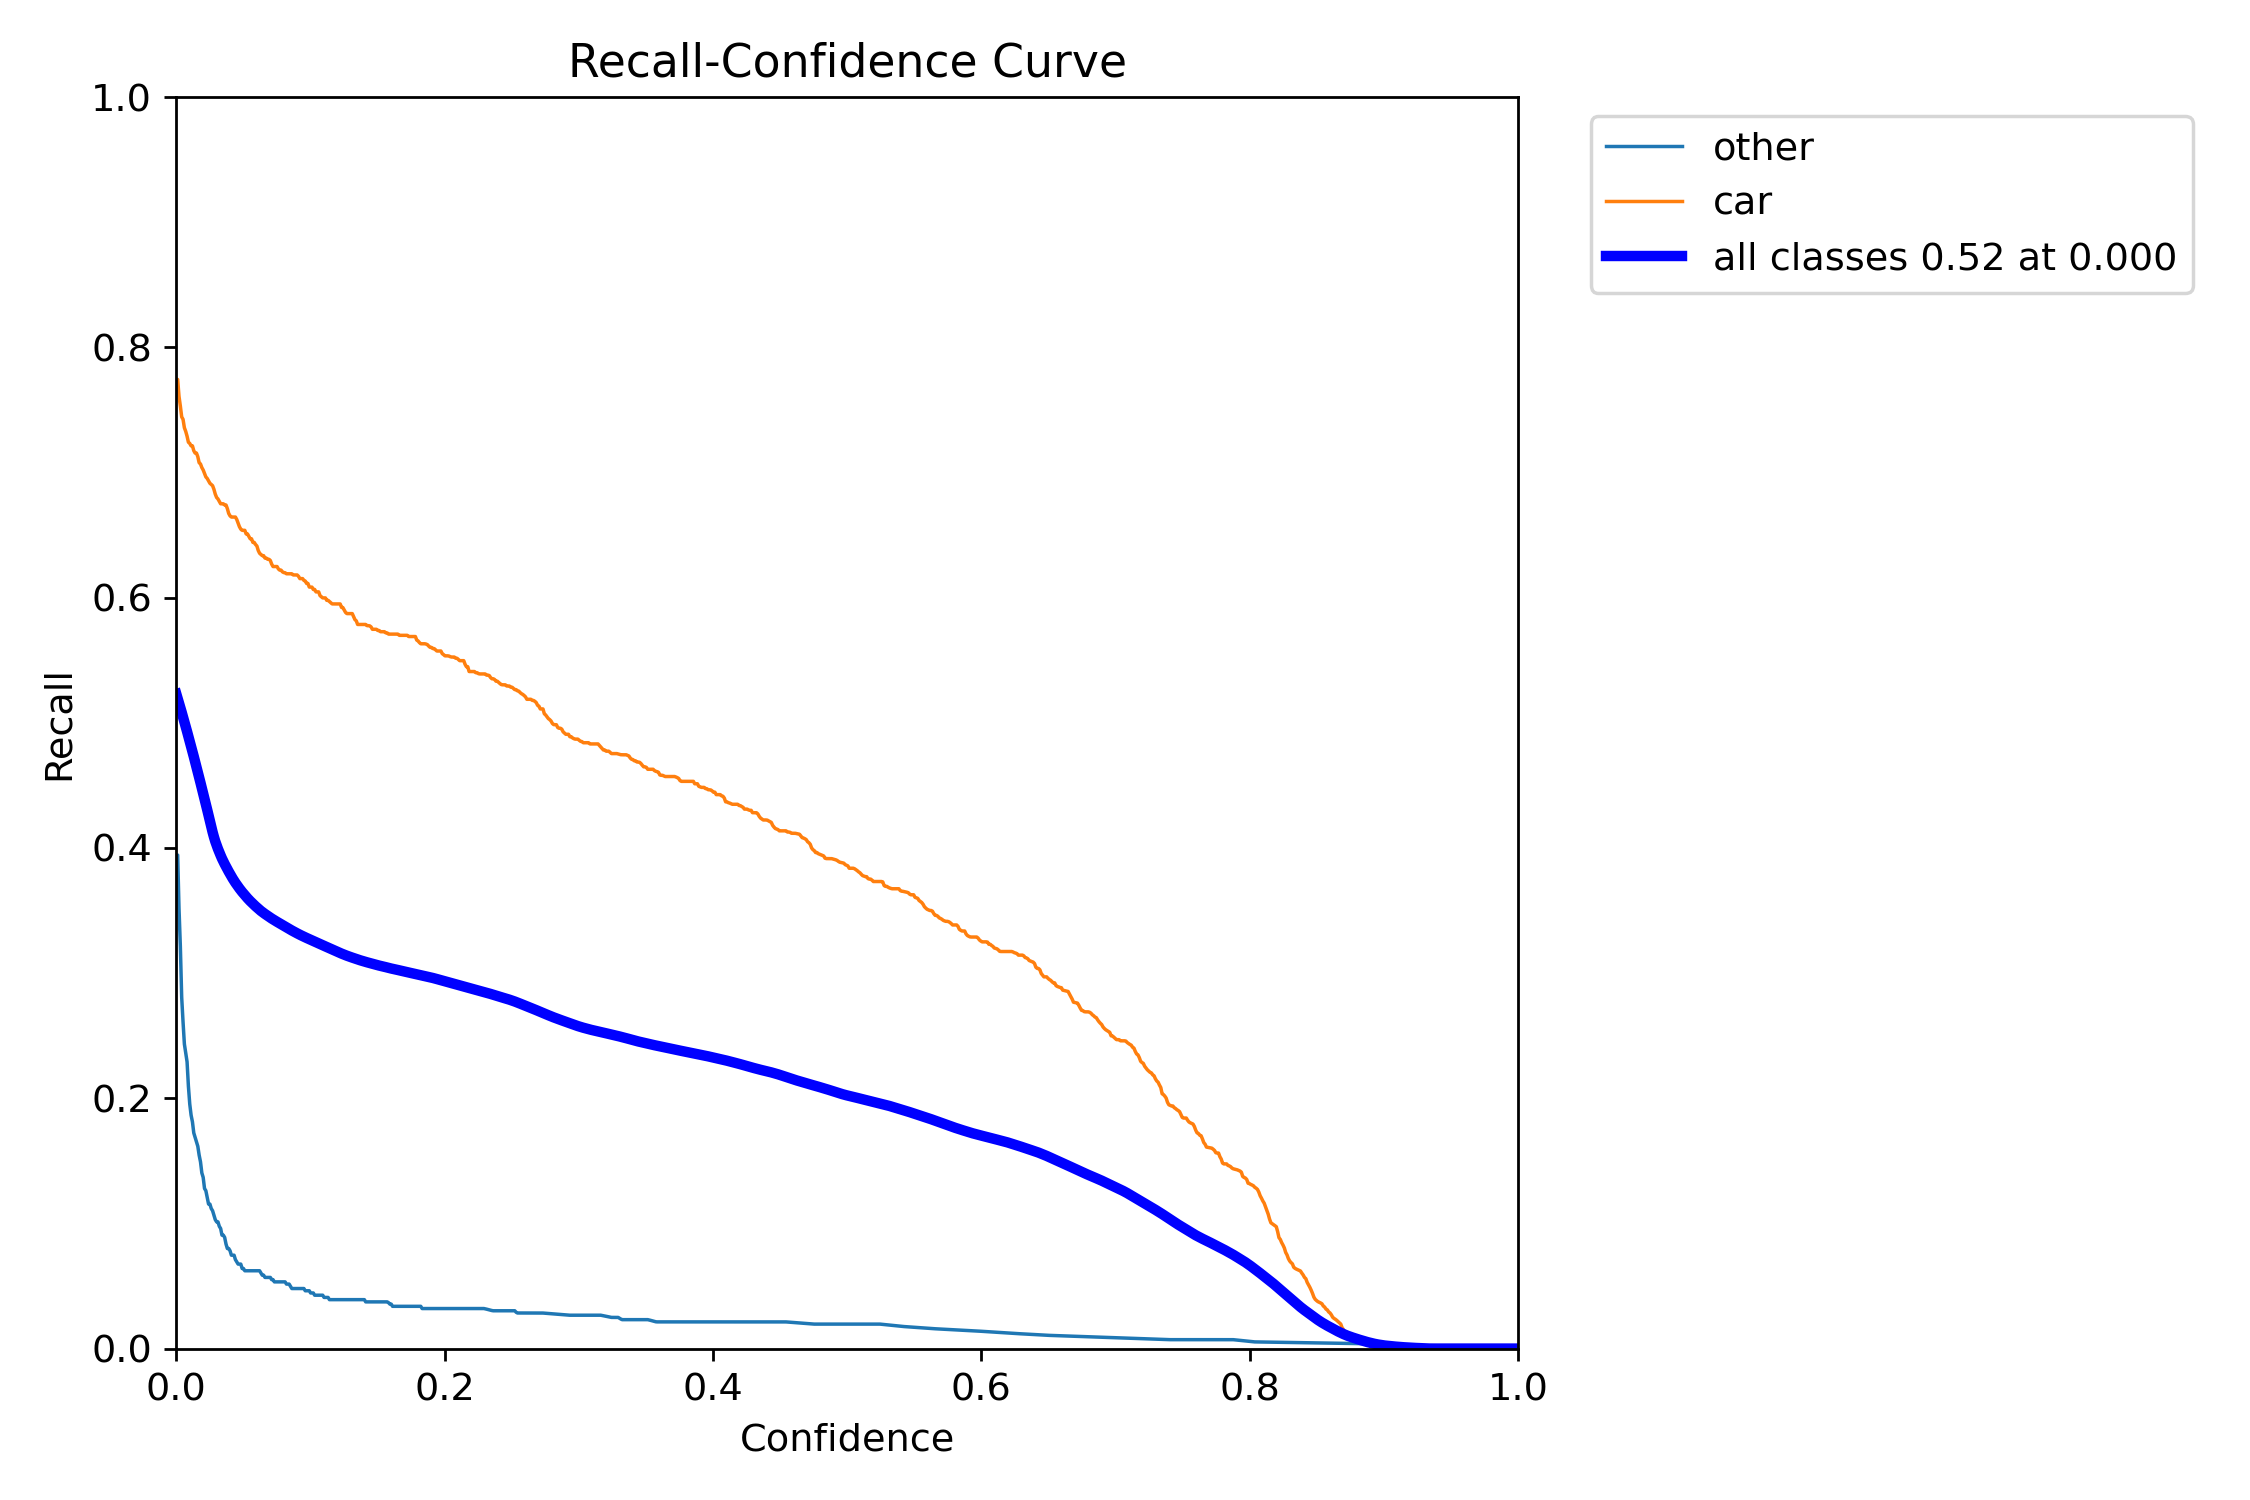 Recall-Confidence Curve
1.0
0.8
0.6
0.4
0.2
0.0
Recall
0.0 0.2 0.4 0.6 0.8 1.0
Confidence
other
car
all classes 0.52 at 0.000